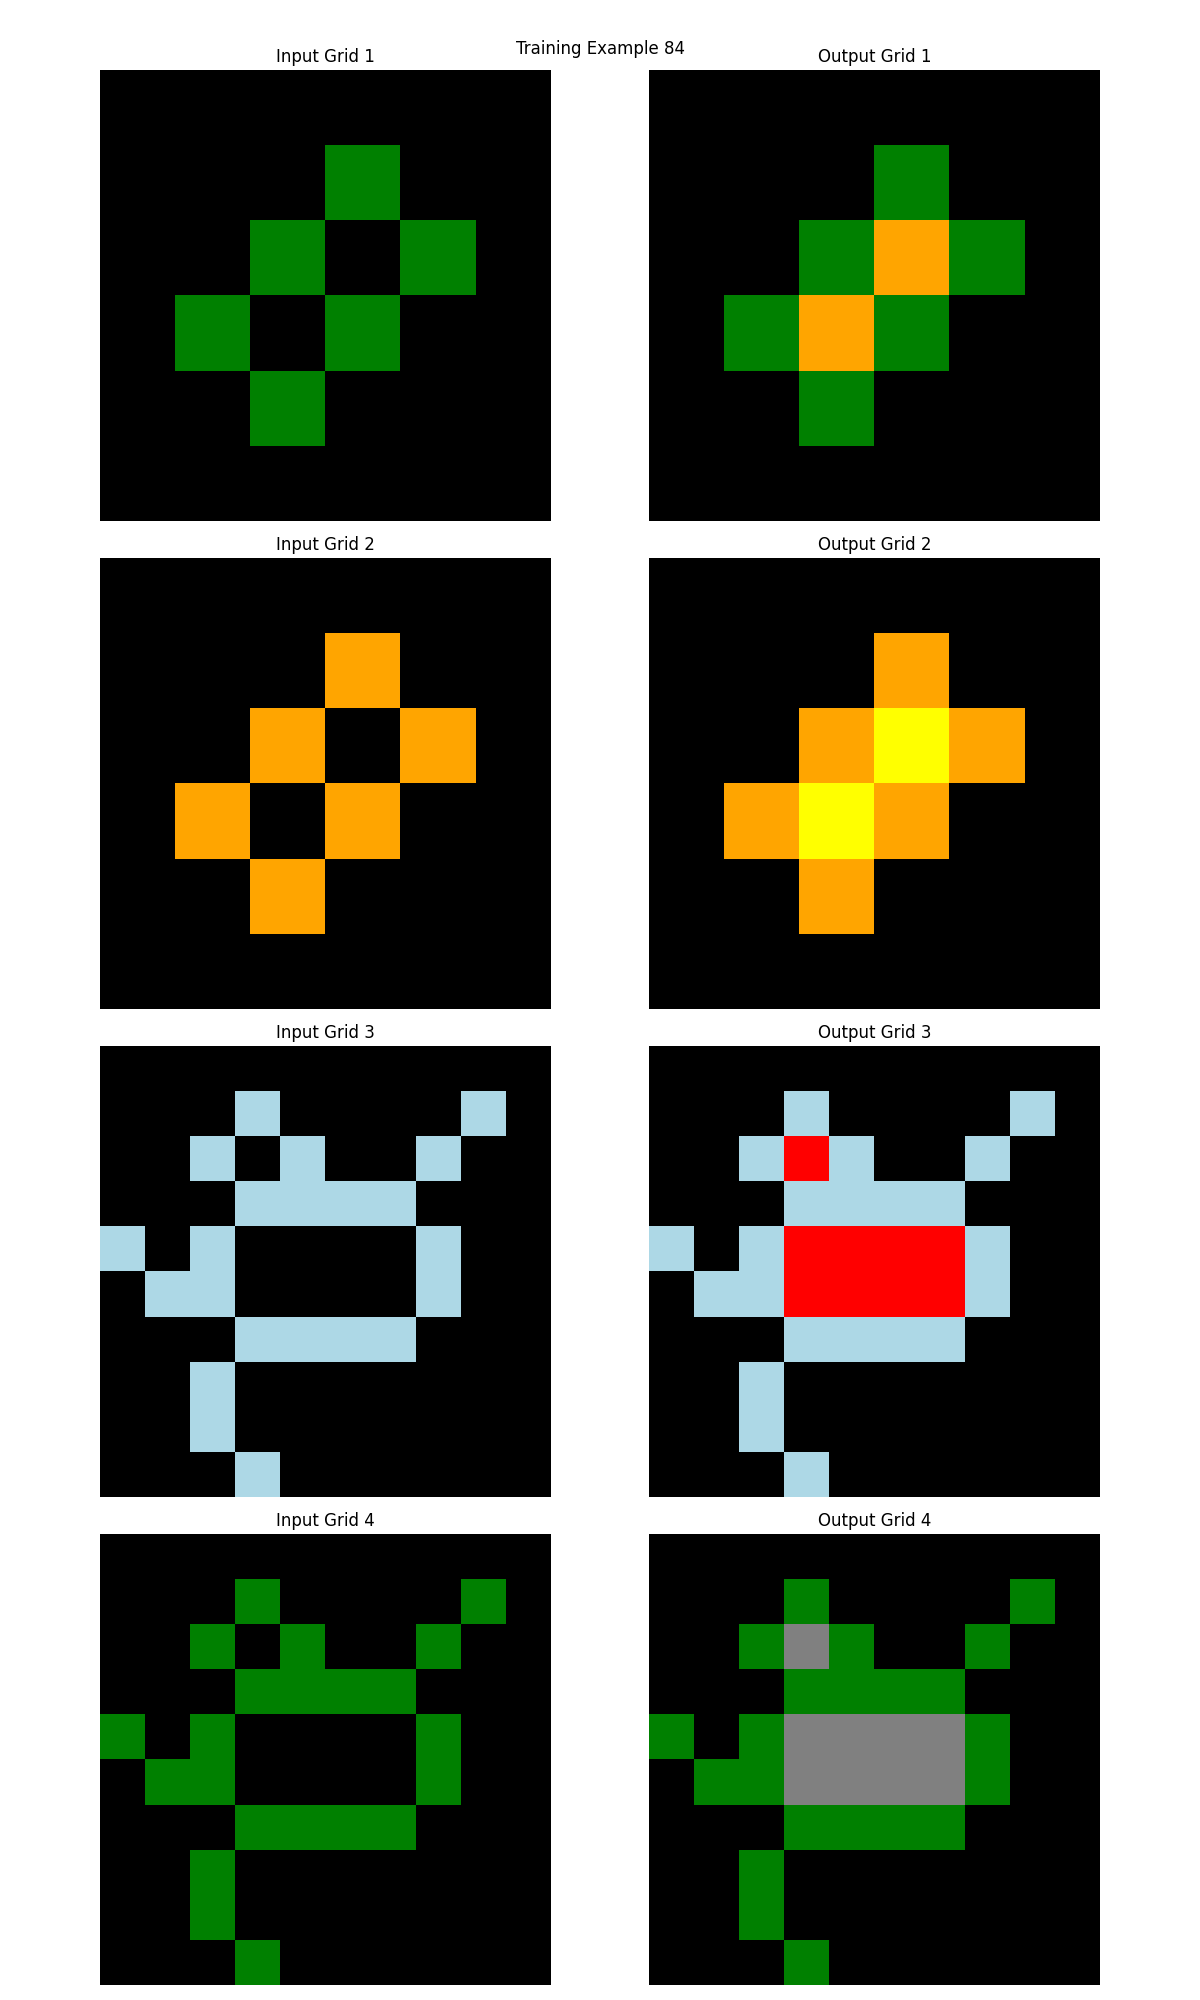 Training Example 84
Input Grid 1
Output Grid 1
Input Grid 2
Output Grid 2
Input Grid 3
Output Grid 3
Input Grid 4
Output Grid 4